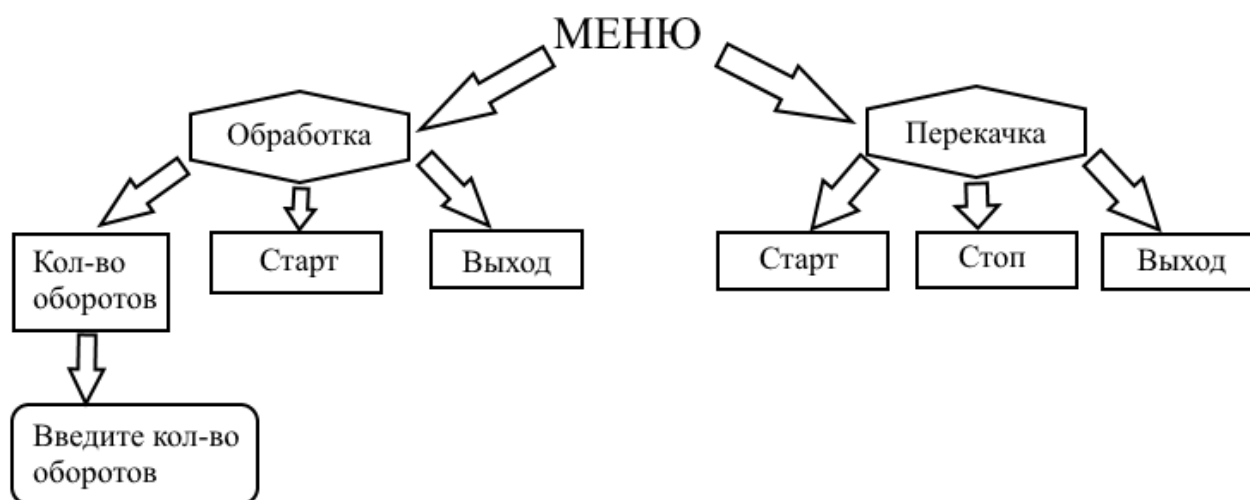 МЕНЮ
Обработка
Перекачка
Кол-во
оборотов
Старт
Выход
Старт
Стоп
Выход
Введите кол-во
оборотов